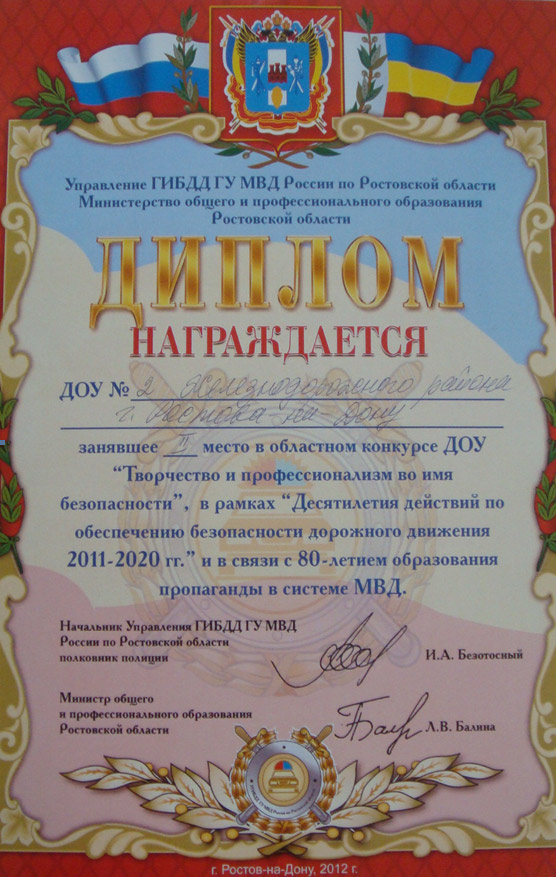 Управление ГИБДД ГУ МВД России по Ростовской области
Министерство общего и профессионального образования
Ростовской области
ДИПЛОМ
НАГРАЖДАЕТСЯ
ДОУ № 2 Железнодорожного района
г. Ростова-на-Дону
занявшее II место в областном конкурсе ДОУ
“Творчество и профессионализм во имя
безопасности”, в рамках “Десятилетия действий по
обеспечению безопасности дорожного движения
2011-2020 гг.” и в связи с 80-летием образования
пропаганды в системе МВД.
Начальник Управления ГИБДД ГУ МВД
России по Ростовской области
полковник полиции
И.А. Безотосный
Министр общего
и профессионального образования
Ростовской области
Л.В. Балина
г. Ростов-на-Дону, 2012 г.